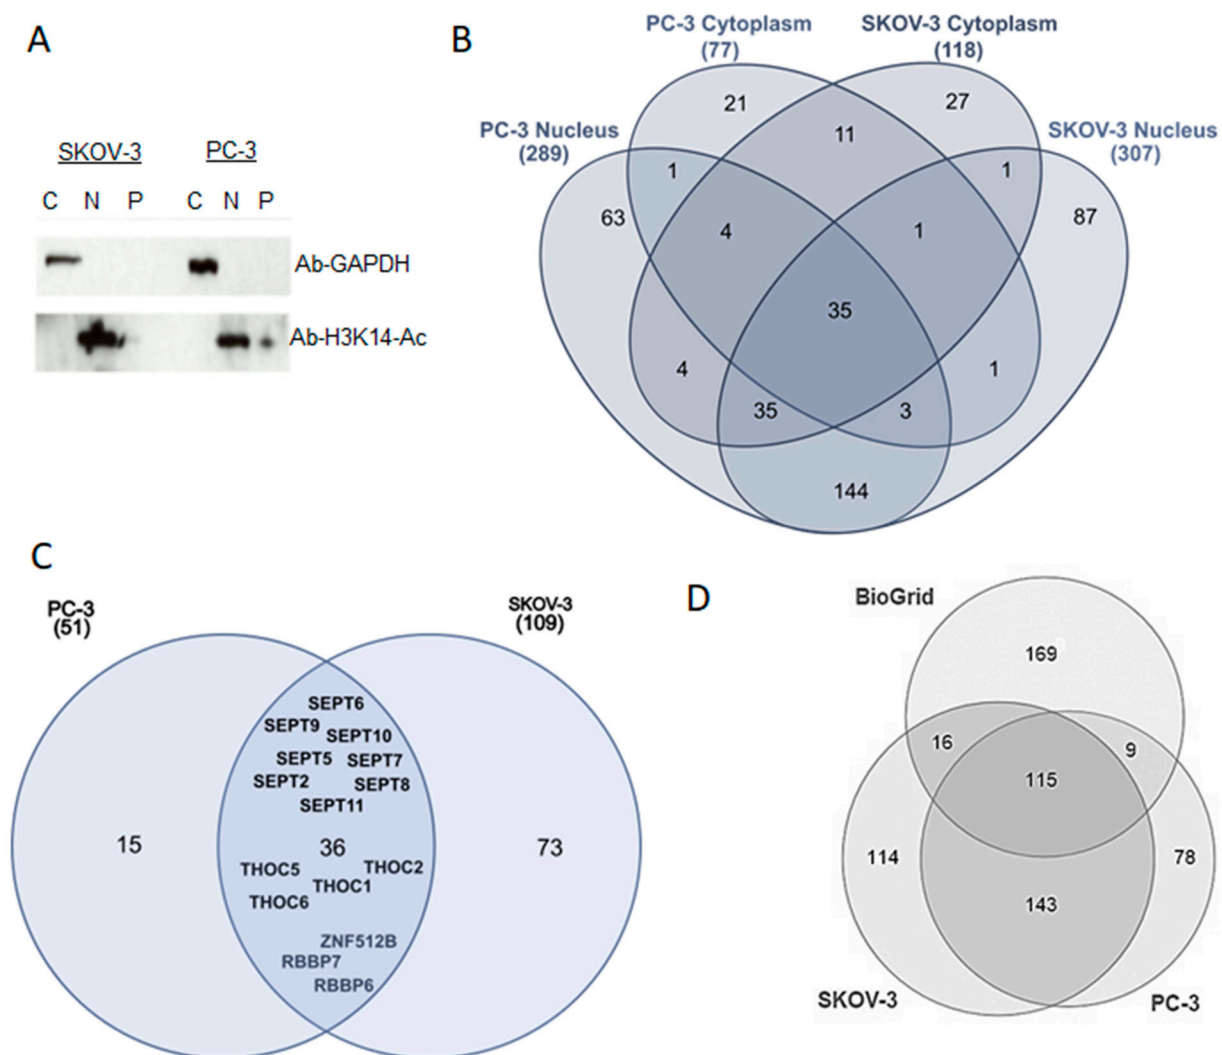 A
SKOV-3 PC-3
C N P C N P
Ab-GAPDH
Ab-H3K14-Ac
B
PC-3 Cytoplasm
(77)
SKOV-3 Cytoplasm
(118)
PC-3 Nucleus
(289)
SKOV-3 Nucleus
(307)
21
27
11
1
1
63
4
1
87
35
4
1
35
3
144
C
PC-3
(51)
SKOV-3
(109)
SEPT6
SEPT9
SEPT10
SEPT5
SEPT7
SEPT2
SEPT8
SEPT11
15
36
73
THOC5
THOC2
THOC1
THOC6
ZNF512B
RBBP7
RBBP6
D
BioGrid
169
16
9
115
114
78
143
SKOV-3
PC-3